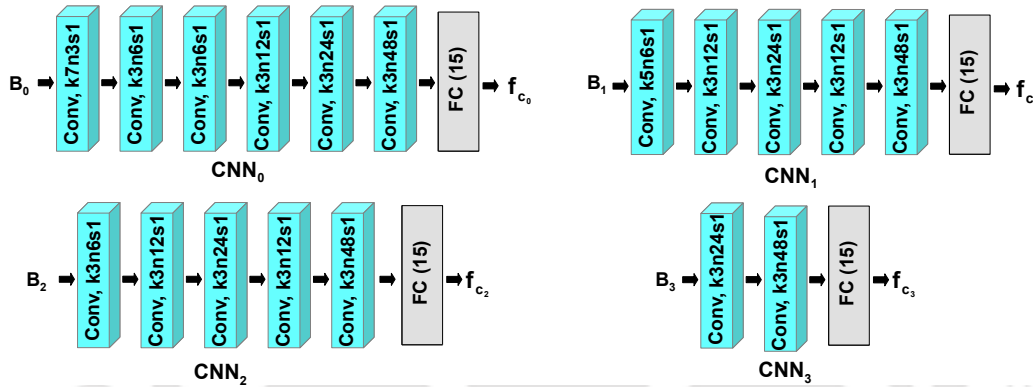 B0
Conv, k7n3s1
Conv, k3n6s1
Conv, k3n6s1
Conv, k3n12s1
Conv, k3n24s1
Conv, k3n48s1
FC (15)
fc0
CNN0
B1
Conv, k5n6s1
Conv, k3n12s1
Conv, k3n24s1
Conv, k3n12s1
Conv, k3n48s1
FC (15)
fc
CNN1
B2
Conv, k3n6s1
Conv, k3n12s1
Conv, k3n24s1
Conv, k3n12s1
Conv, k3n48s1
FC (15)
fc2
CNN2
B3
Conv, k3n24s1
Conv, k3n48s1
FC (15)
fc3
CNN3